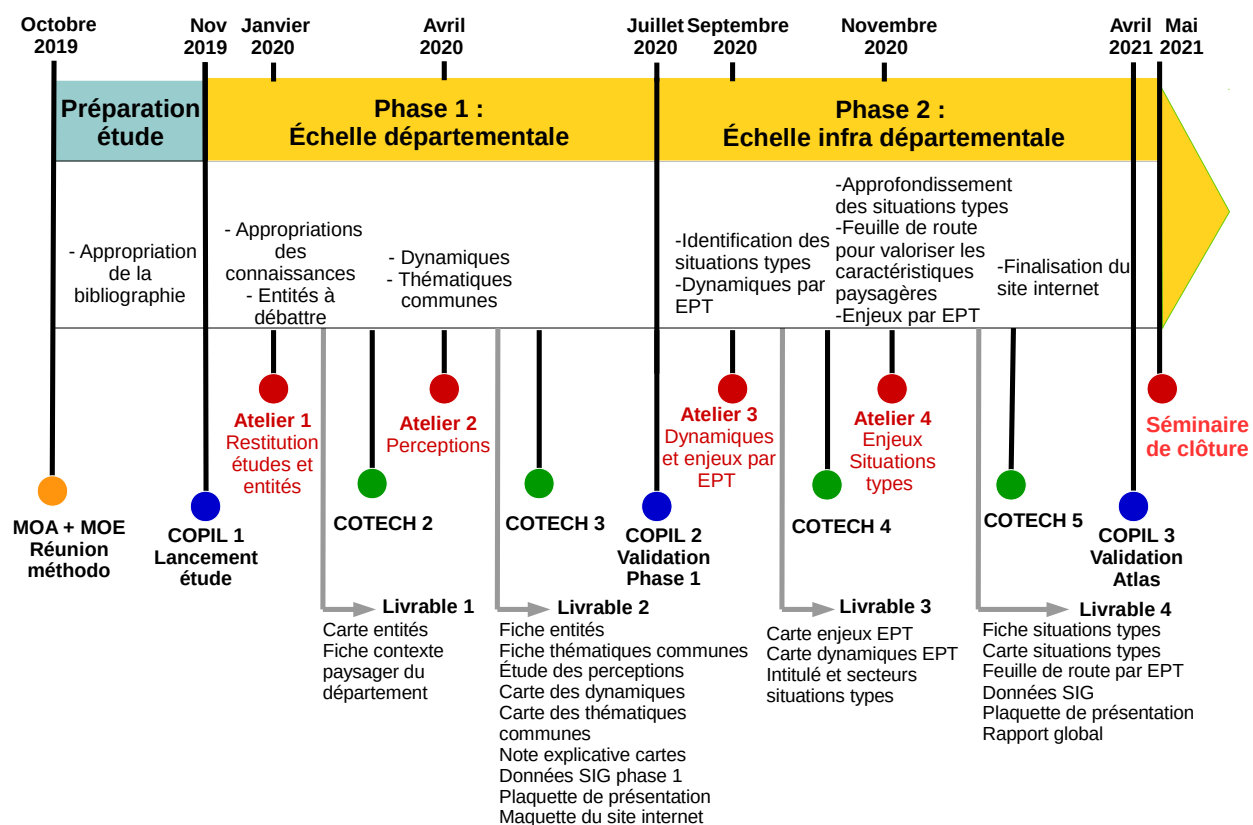 Octobre
2019
Nov
2019
Janvier
2020
Avril
2020
Juillet
2020
Septembre
2020
Novembre
2020
Avril
2021
Mai
2021
Préparation
étude
Phase 1 :
Échelle départementale
Phase 2 :
Échelle infra départementale
- Appropriation
de la
bibliographie
- Appropriations
des
connaissances
- Entités à
débattre
- Dynamiques
- Thématiques
communes
-Identification des
situations types
-Dynamiques par
EPT
-Approfondissement
des situations types
-Feuille de route
pour valoriser les
caractéristiques
paysagères
-Enjeux par EPT
-Finalisation du
site internet
Atelier 1
Restitution
études et
entités
Atelier 2
Perceptions
Atelier 3
Dynamiques
et enjeux par
EPT
Atelier 4
Enjeux
Situations
types
Séminaire
de clôture
MOA + MOE
Réunion
méthodo
COPIL 1
Lancement
étude
COTECH 2
COTECH 3
COPIL 2
Validation
Phase 1
COTECH 4
COTECH 5
COPIL 3
Validation
Atlas
Livrable 1
Carte entités
Fiche contexte
paysager du
département
Livrable 2
Fiche entités
Fiche thématiques communes
Étude des perceptions
Carte des dynamiques
Carte des thématiques
communes
Note explicative cartes
Données SIG phase 1
Plaquette de présentation
Maquette du site internet
Livrable 3
Carte enjeux EPT
Carte dynamiques EPT
Intitulé et secteurs
situations types
Livrable 4
Fiche situations types
Carte situations types
Feuille de route par EPT
Données SIG
Plaquette de présentation
Rapport global